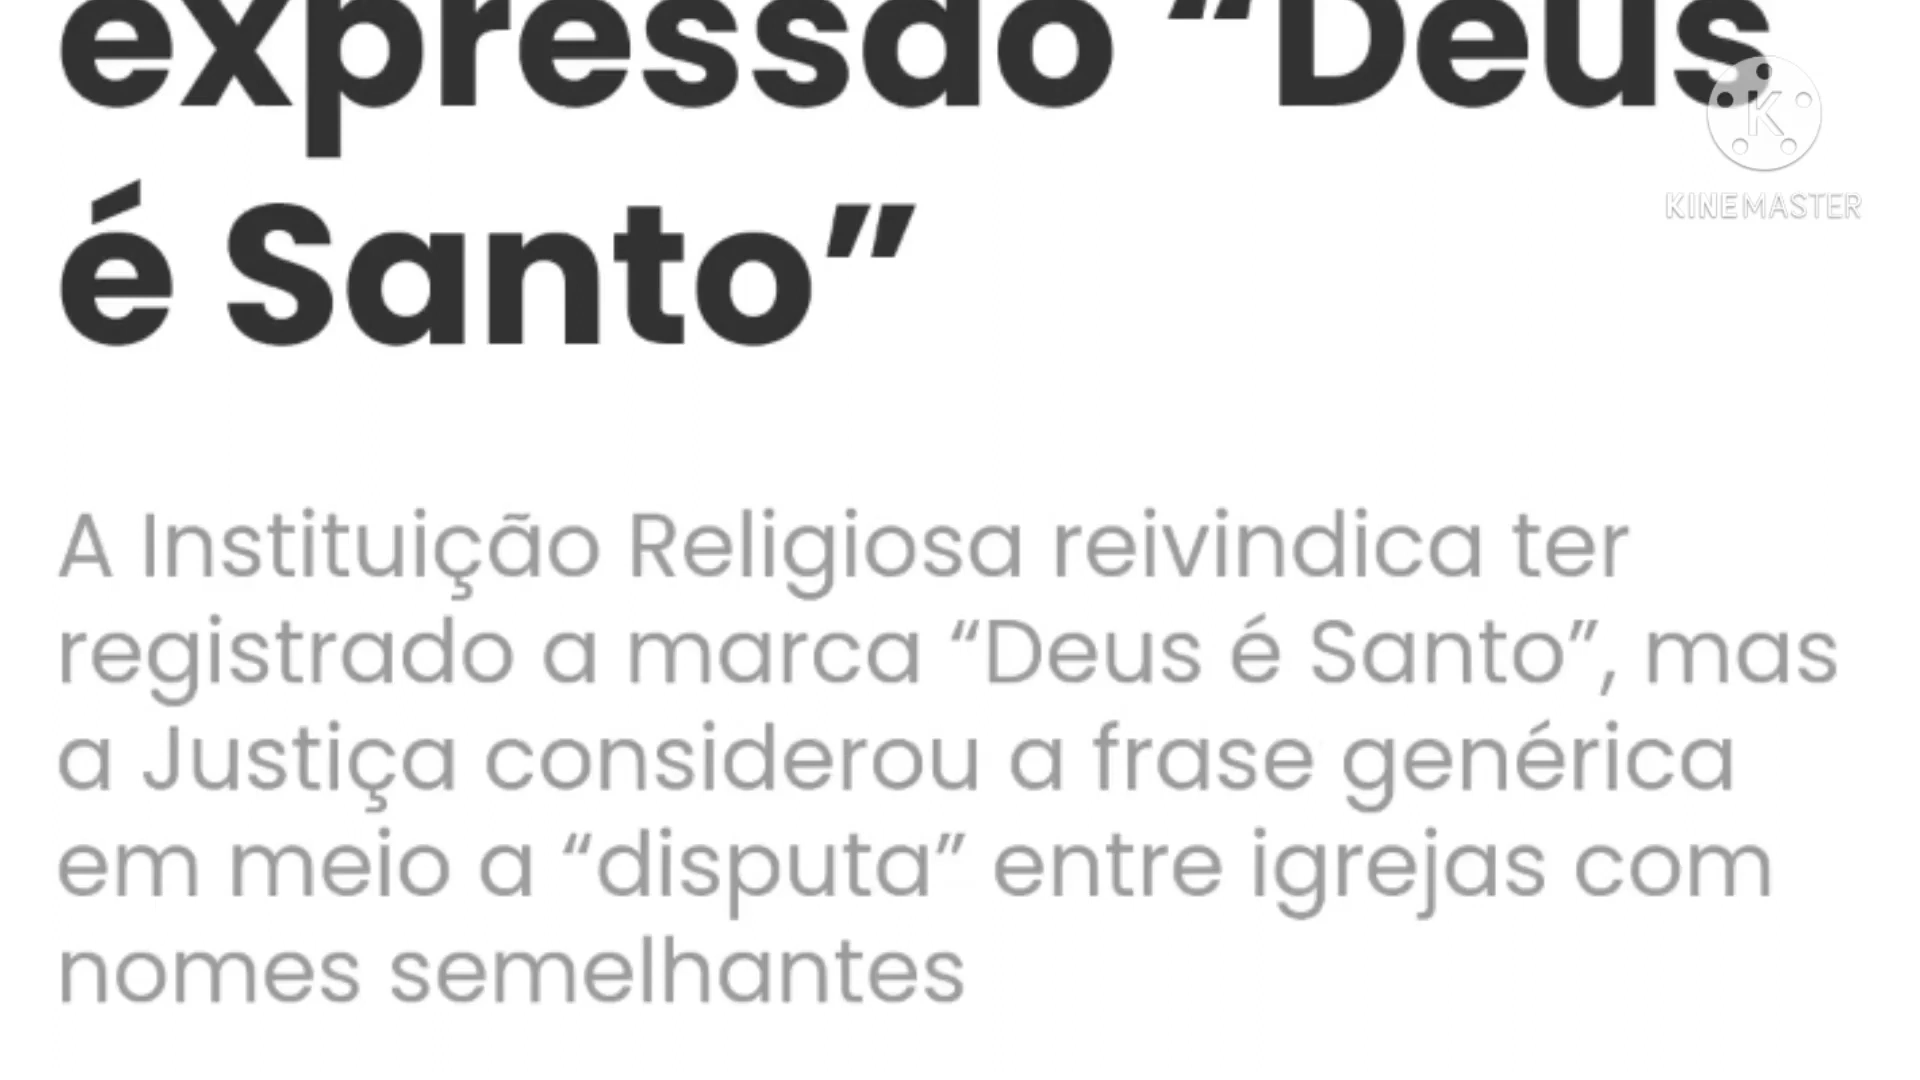 expressão “Deus
é Santo”
KINEMASTER
A Instituição Religiosa reivindica ter
registrado a marca “Deus é Santo”, mas
a Justiça considerou a frase genérica
em meio a “disputa” entre igrejas com
nomes semelhantes